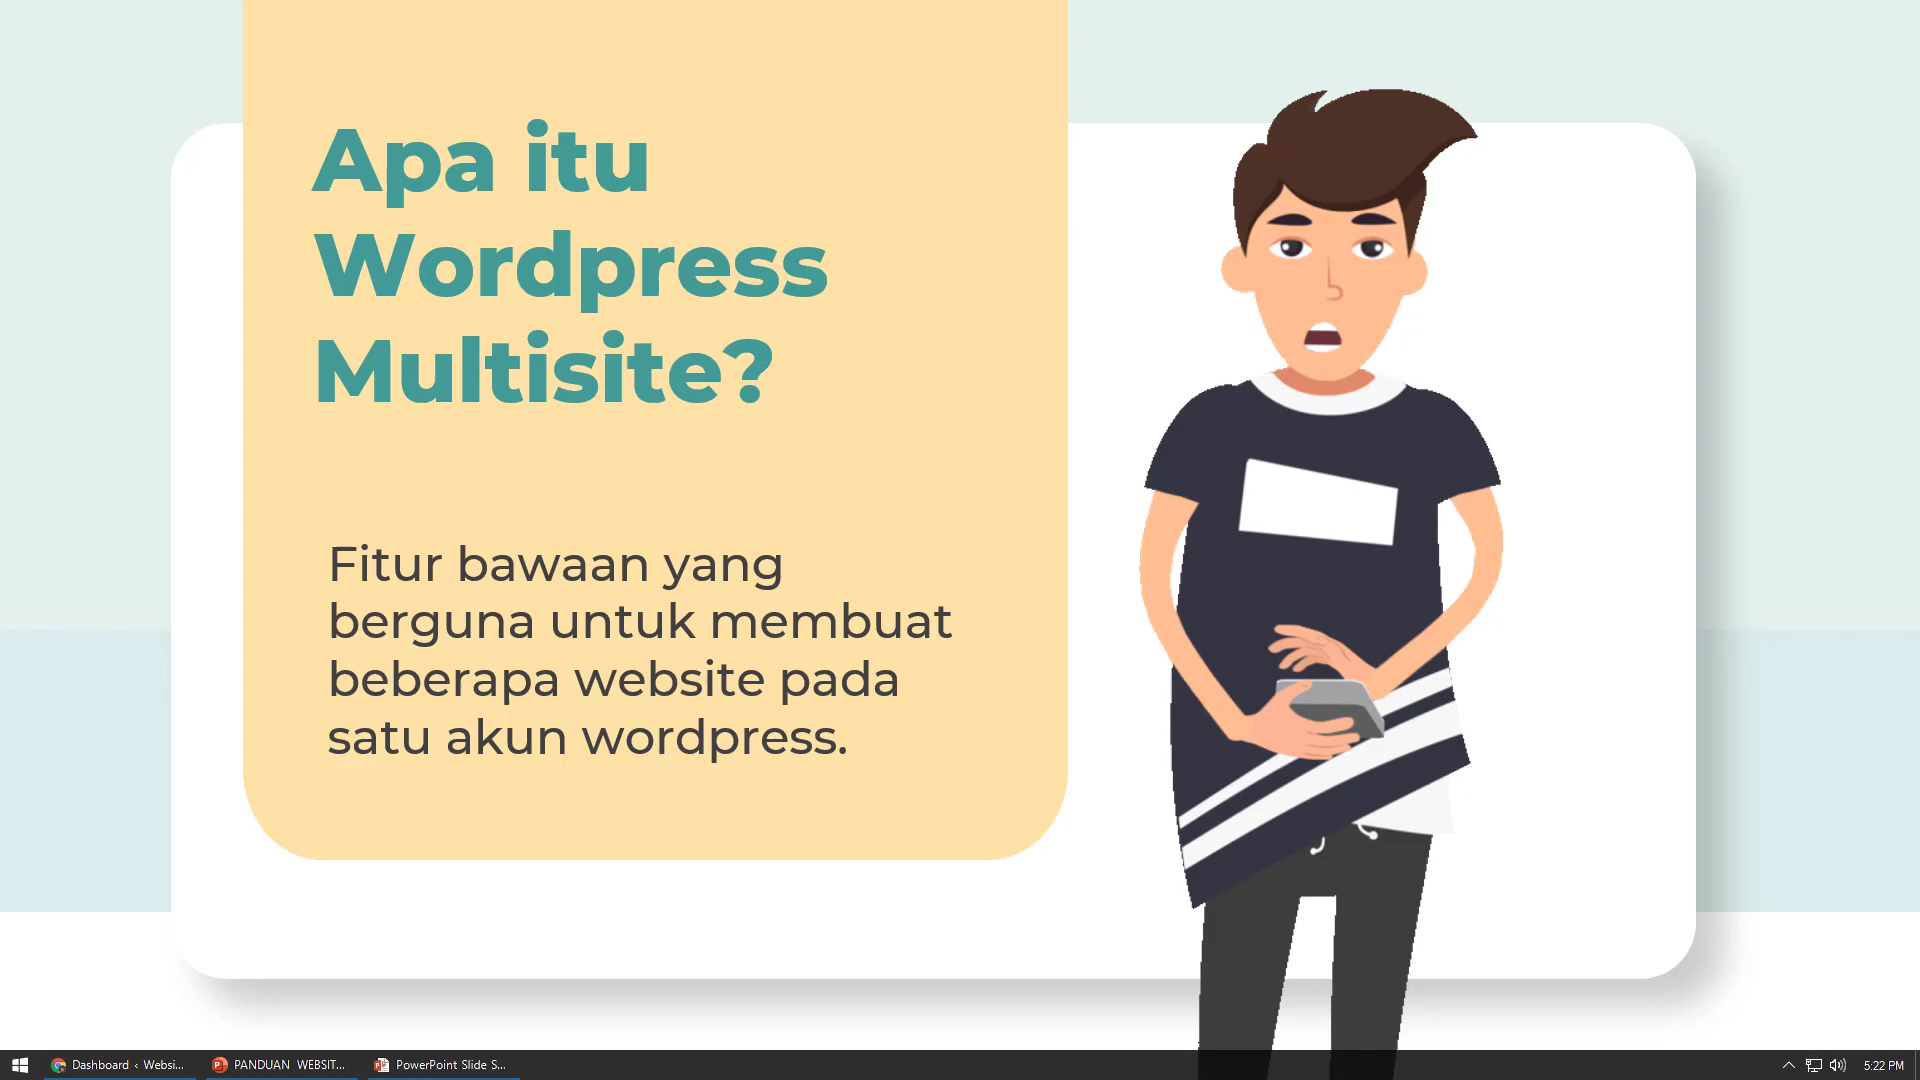 Apa itu
Wordpress
Multisite?
Fitur bawaan yang
berguna untuk membuat
beberapa website pada
satu akun wordpress.
Dashboard ‹ Websi...
PANDUAN WEBSIT...
PowerPoint Slide S...
5:22 PM